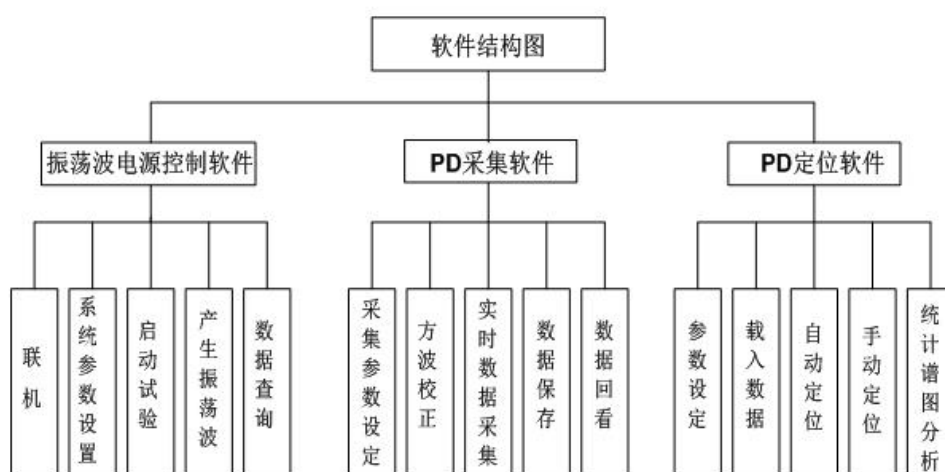 软件结构图
振荡波电源控制软件
PD采集软件
PD定位软件
联机
系统参数设置
启动试验
产生振荡波
数据查询
采集参数设定
方波校正
实时数据采集
数据保存
数据回看
参数设定
载入数据
自动定位
手动定位
统计谱图分析